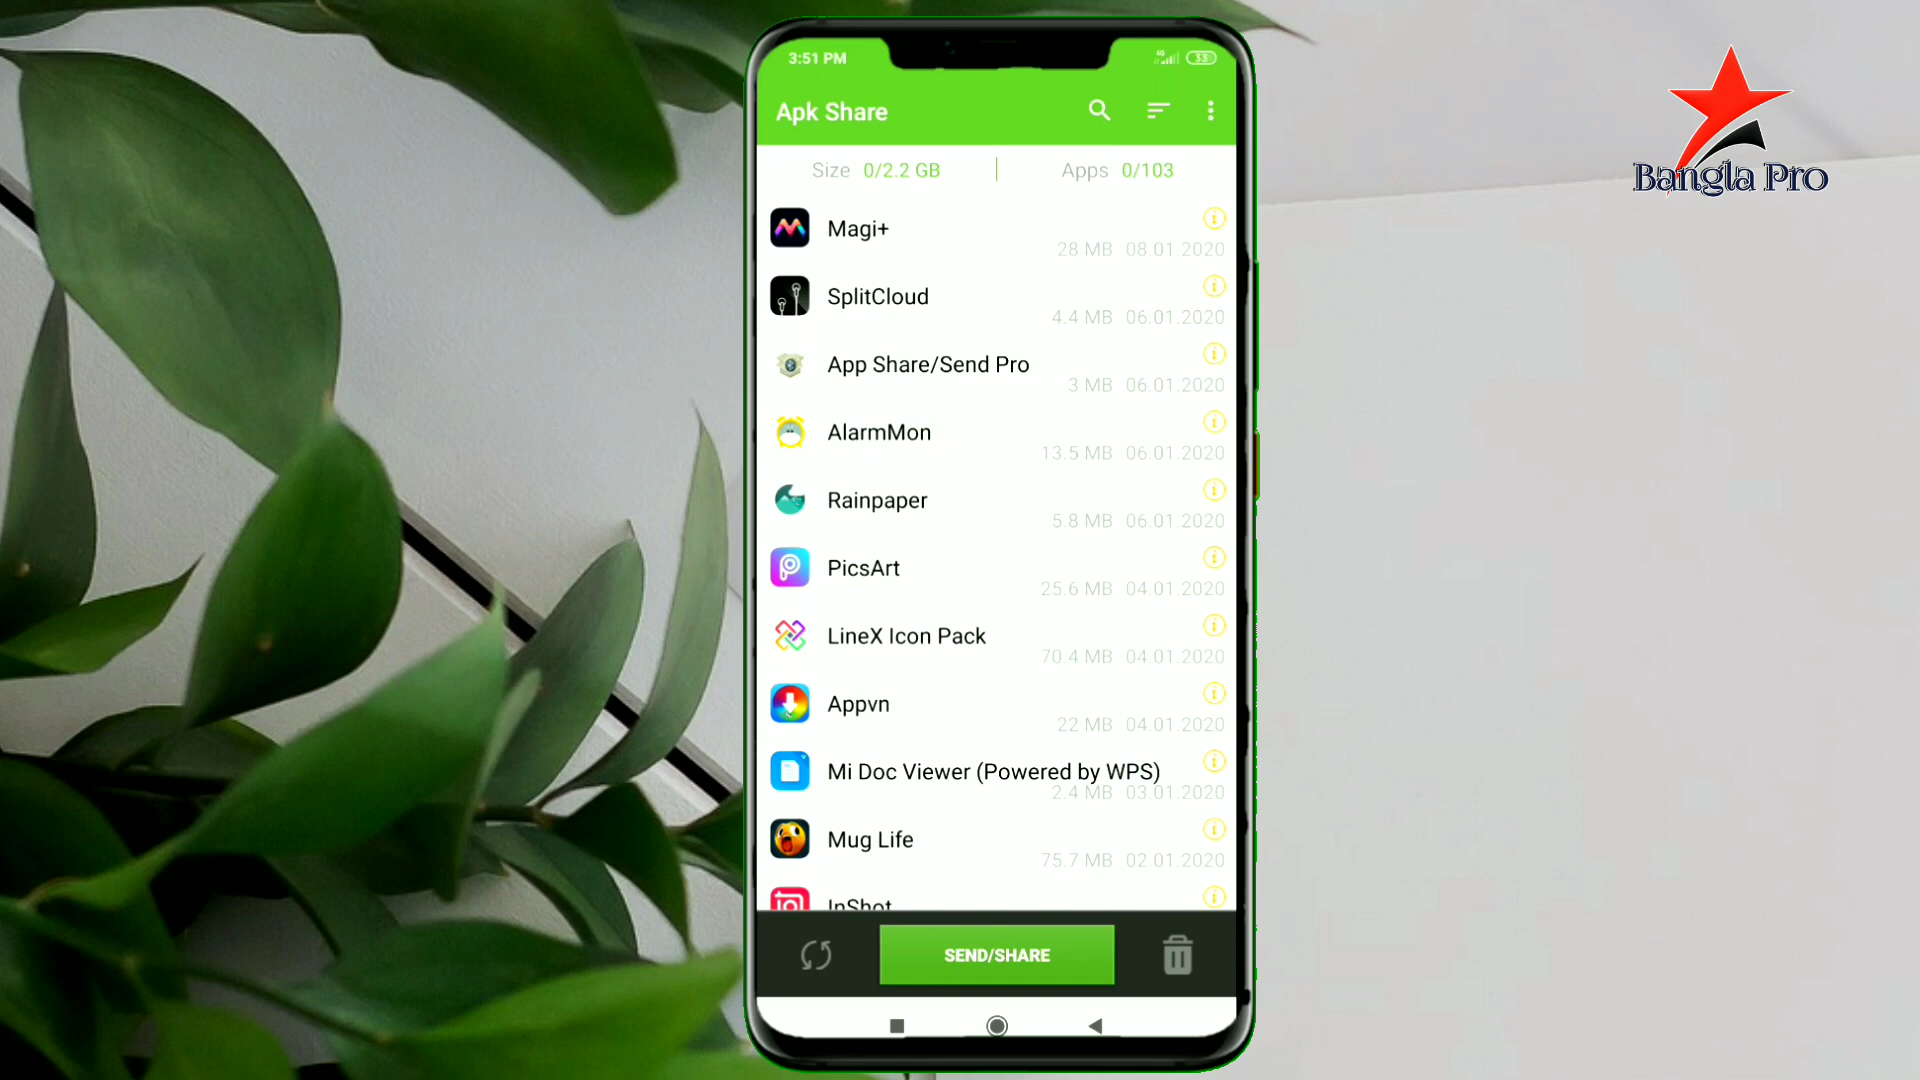 3:51 PM
4G
33
Apk Share
Size 0/2.2 GB
Apps 0/103
Magi+
28 MB 08.01.2020
SplitCloud
4.4 MB 06.01.2020
App Share/Send Pro
3 MB 06.01.2020
AlarmMon
13.5 MB 06.01.2020
Rainpaper
5.8 MB 06.01.2020
PicsArt
25.6 MB 04.01.2020
LineX Icon Pack
70.4 MB 04.01.2020
Appvn
22 MB 04.01.2020
Mi Doc Viewer (Powered by WPS)
2.4 MB 03.01.2020
Mug Life
75.7 MB 02.01.2020
InShot
SEND/SHARE
Bangla Pro